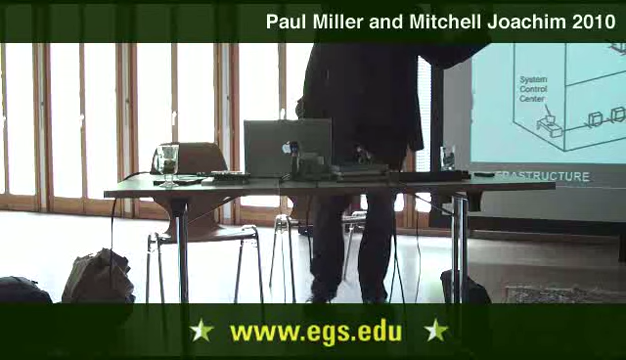 Paul Miller and Mitchell Joachim 2010
System
Control
Center
FRASTRUCTURE
www.egs.edu